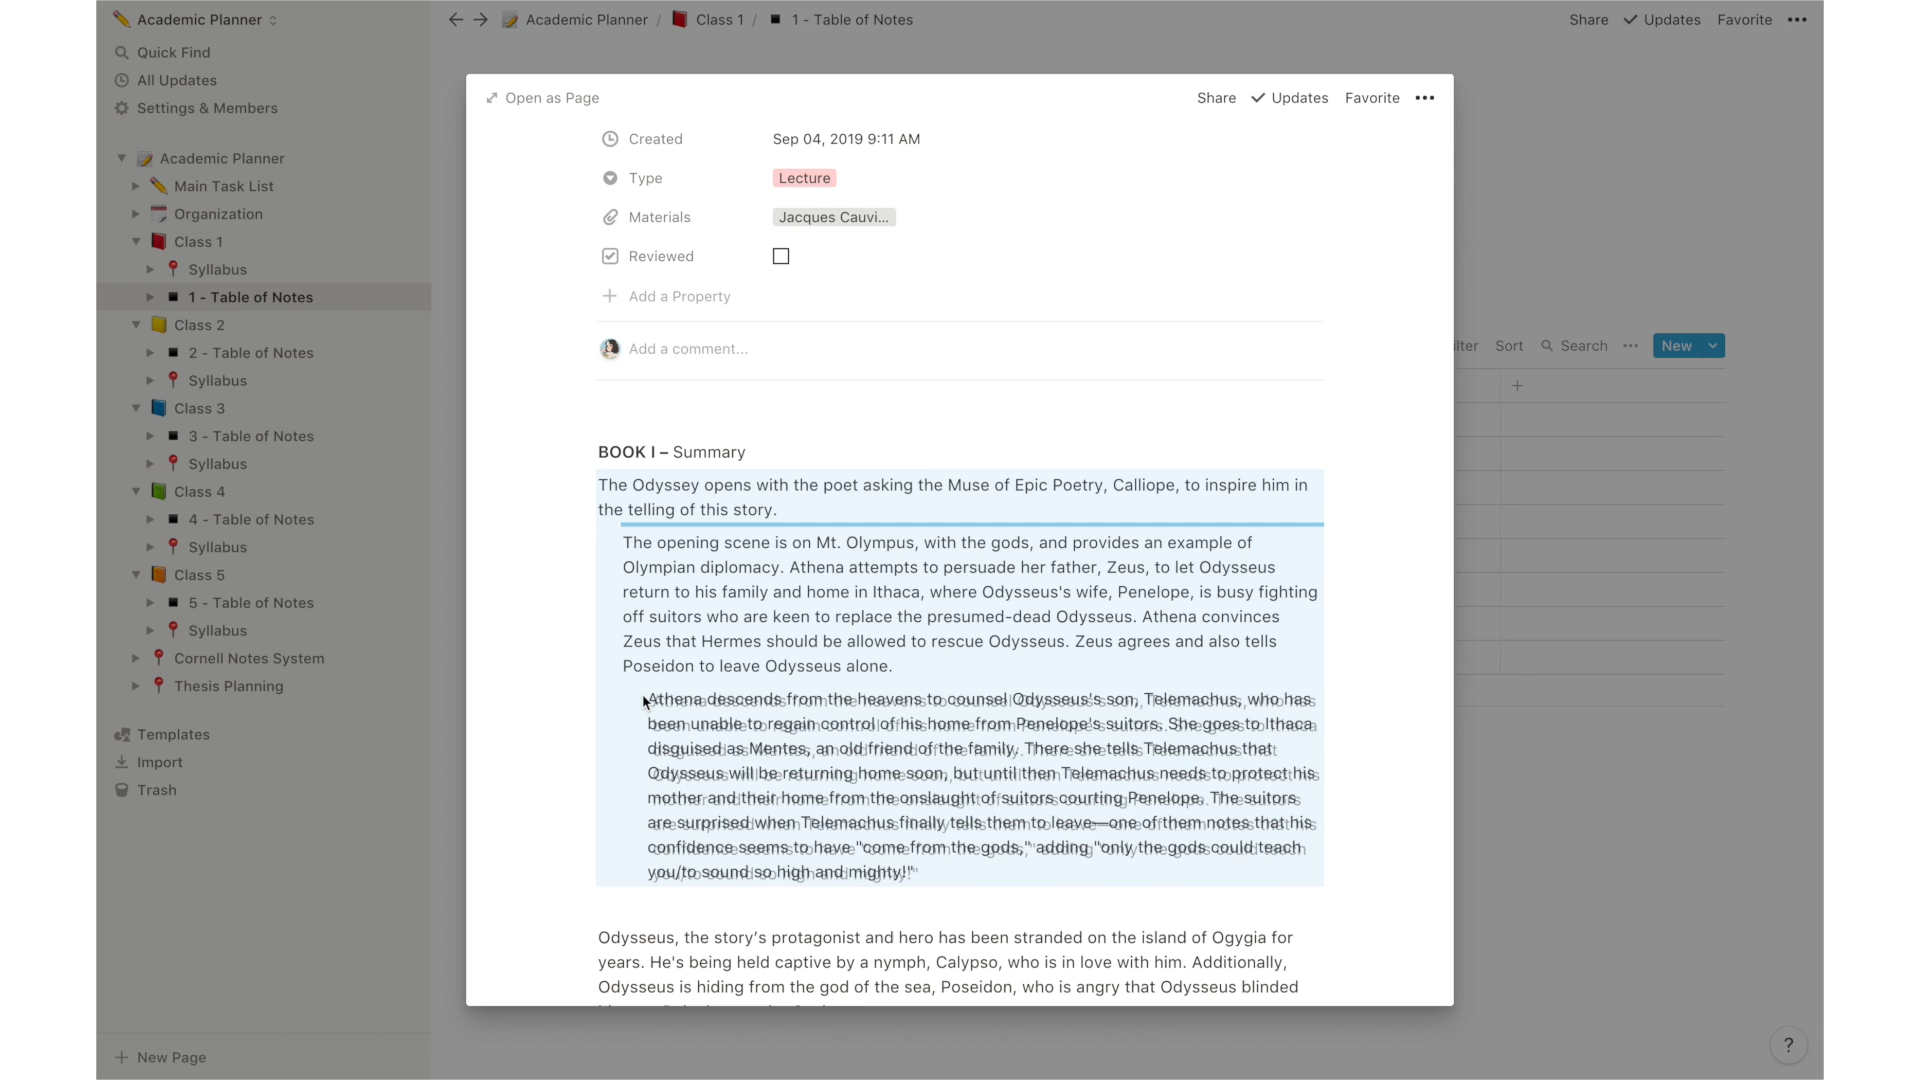 Academic Planner
Quick Find
All Updates
Settings & Members
Academic Planner
Main Task List
Organization
Class 1
Syllabus
1 - Table of Notes
Class 2
2 - Table of Notes
Syllabus
Class 3
3 - Table of Notes
Syllabus
Class 4
4 - Table of Notes
Syllabus
Class 5
5 - Table of Notes
Syllabus
Cornell Notes System
Thesis Planning
Templates
Import
Trash
New Page
Academic Planner / Class 1 / 1 - Table of Notes
Share Updates Favorite
Open as Page
Share Updates Favorite
Created Sep 04, 2019 9:11 AM
Type Lecture
Materials Jacques Cauvi...
Reviewed
Add a Property
Add a comment...
BOOK I – Summary
The Odyssey opens with the poet asking the Muse of Epic Poetry, Calliope, to inspire him in
the telling of this story.
The opening scene is on Mt. Olympus, with the gods, and provides an example of
Olympian diplomacy. Athena attempts to persuade her father, Zeus, to let Odysseus
return to his family and home in Ithaca, where Odysseus's wife, Penelope, is busy fighting
off suitors who are keen to replace the presumed-dead Odysseus. Athena convinces
Zeus that Hermes should be allowed to rescue Odysseus. Zeus agrees and also tells
Poseidon to leave Odysseus alone.
Athena descends from the heavens to counsel Odysseus's son, Telemachus, who has
been unable to regain control of his home from Penelope's suitors. She goes to Ithaca
disguised as Mentes, an old friend of the family. There she tells Telemachus that
Odysseus will be returning home soon, but until then Telemachus needs to protect his
mother and their home from the onslaught of suitors courting Penelope. The suitors
are surprised when Telemachus finally tells them to leave—one of them notes that his
confidence seems to have "come from the gods," adding "only the gods could teach
you/to sound so high and mighty!"
Odysseus, the story's protagonist and hero has been stranded on the island of Ogygia for
years. He's being held captive by a nymph, Calypso, who is in love with him. Additionally,
Odysseus is hiding from the god of the sea, Poseidon, who is angry that Odysseus blinded
ilter Sort Search New
?